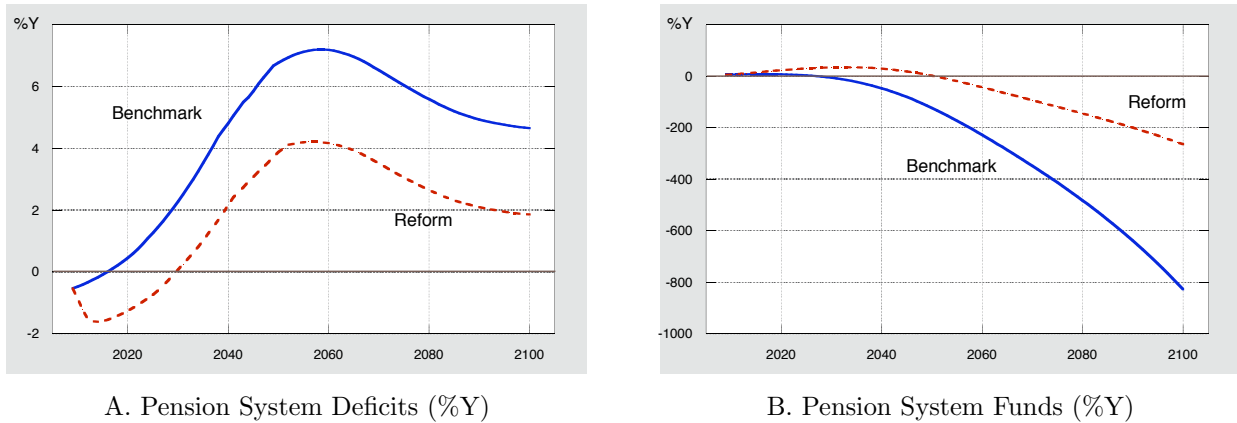 %Y
6
4
2
0
-2
Benchmark
Reform
2020 2040 2060 2080 2100
A. Pension System Deficits (%Y)
%Y
0
-200
-400
-600
-800
-1000
Reform
Benchmark
2020 2040 2060 2080 2100
B. Pension System Funds (%Y)